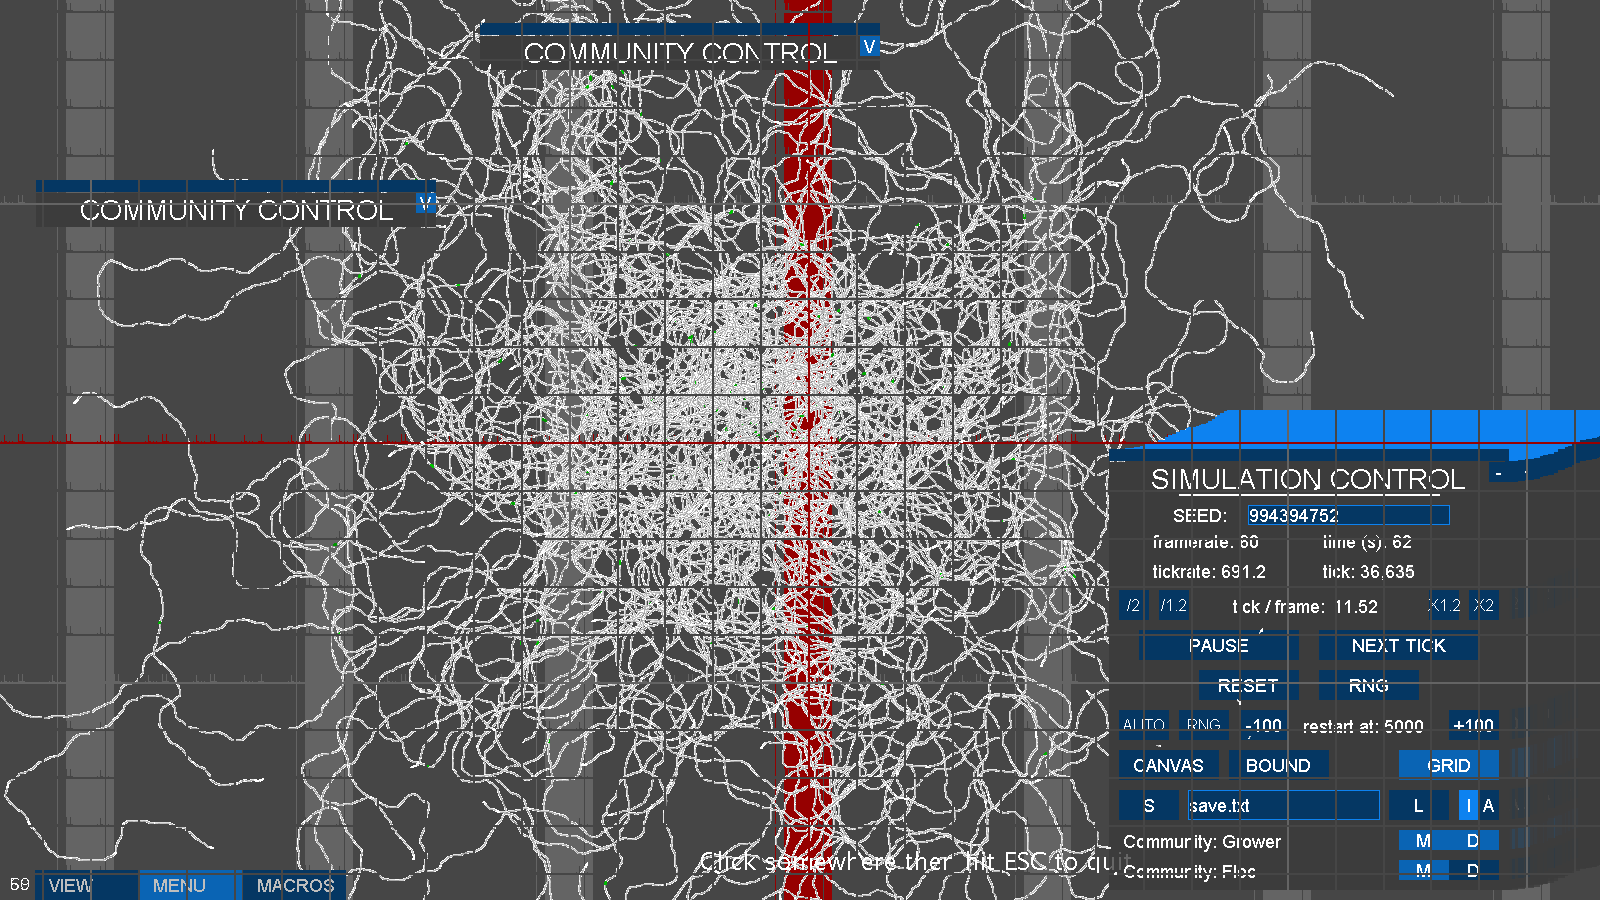 COMMUNITY CONTROL
V
COMMUNITY CONTROL
V
SIMULATION CONTROL
-
SEED: 994394752
framerate: 60 time (s): 62
tickrate: 691.2 tick: 36,635
/2 /1.2 tick / frame: 11.52 X1.2 X2
PAUSE NEXT TICK
RESET RNG
AUTO RNG -100 restart at: 5000 +100
CANVAS BOUND GRID
S save.txt L I A
Community: Grower M D
Click somewhere then hit ESC to quit.
Community: Floc M D
59 VIEW MENU MACROS